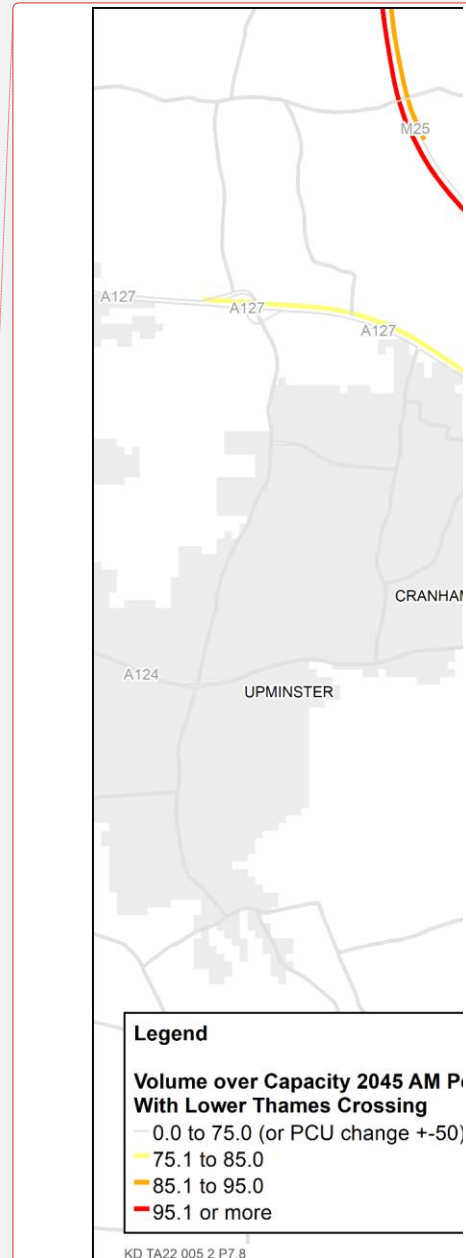 M25
A127
A127
A127
CRANHAM
A124
UPMINSTER
Legend
Volume over Capacity 2045 AM Pe
With Lower Thames Crossing
0.0 to 75.0 (or PCU change +-50)
75.1 to 85.0
85.1 to 95.0
95.1 or more
KD TA22 005 2 P7.8